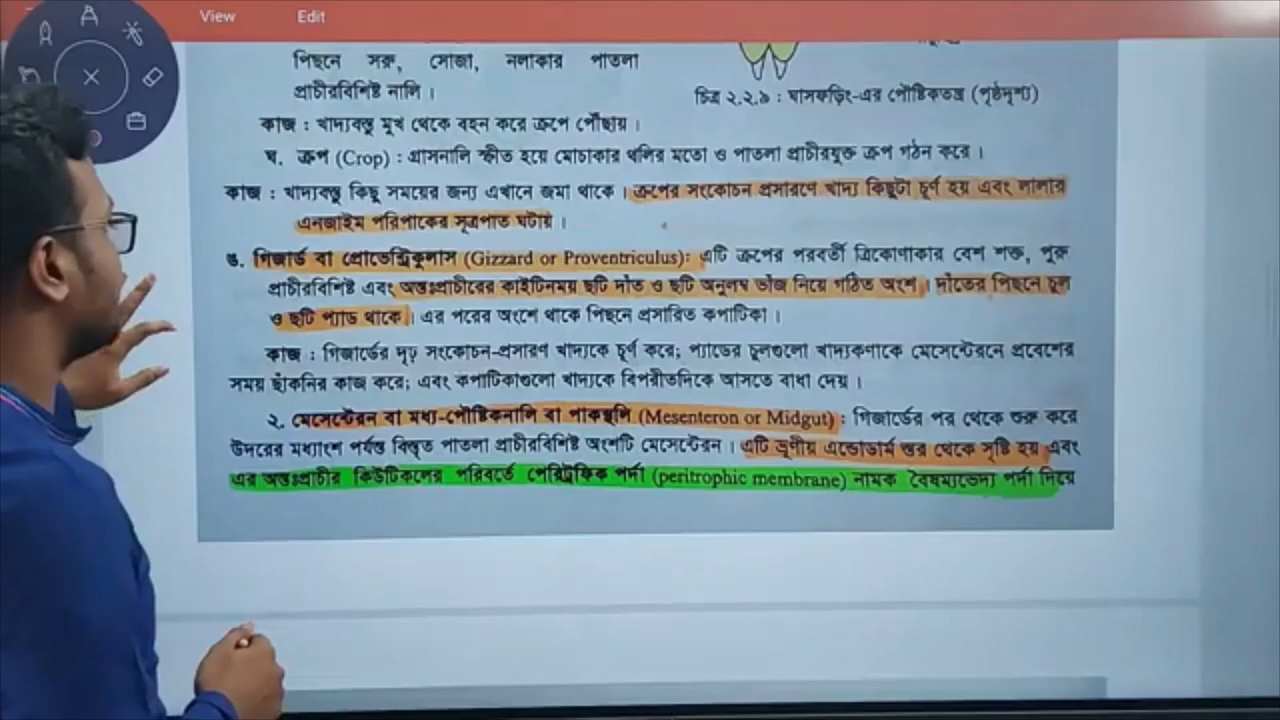 View Edit
পিছনে সরু, সোজা, নলাকার পাতলা
প্রাচীরবিশিষ্ট নালি।
চিত্র ২.২.৯ : ঘাসফড়িং-এর পৌষ্টিকতন্ত্র (পৃষ্ঠদৃশ্য)
কাজ : খাদ্যবস্তু মুখ থেকে বহন করে ক্রপে পৌঁছায়।
ঘ. ক্রপ (Crop) : গ্রাসনালি স্ফীত হয়ে মোচাকার থলির মতো ও পাতলা প্রাচীরযুক্ত ক্রপ গঠন করে।
কাজ : খাদ্যবস্তু কিছু সময়ের জন্য এখানে জমা থাকে। ক্রপের সংকোচন প্রসারণে খাদ্য কিছুটা চূর্ণ হয় এবং লালার
এনজাইম পরিপাকের সূত্রপাত ঘটায়।
ঙ. গিজার্ড বা প্রোভেন্ট্রিকুলাস (Gizzard or Proventriculus): এটি ক্রপের পরবর্তী ত্রিকোণাকার বেশ শক্ত, পুরু
প্রাচীরবিশিষ্ট এবং অন্তঃপ্রাচীরের কাইটিনময় ছটি দাঁত ও ছটি অনুলম্ব ভাঁজ নিয়ে গঠিত অংশ। দাঁতের পিছনে চুল
ও ছটি প্যাড থাকে। এর পরের অংশে থাকে পিছনে প্রসারিত কপাটিকা।
কাজ : গিজার্ডের দৃঢ় সংকোচন-প্রসারণ খাদ্যকে চূর্ণ করে; প্যাডের চুলগুলো খাদ্যকণাকে মেসেন্টেরনে প্রবেশের
সময় ছাঁকনির কাজ করে; এবং কপাটিকাগুলো খাদ্যকে বিপরীতদিকে আসতে বাধা দেয়।
২. মেসেন্টেরন বা মধ্য-পৌষ্টিকনালি বা পাকস্থলি (Mesenteron or Midgut) : গিজার্ডের পর থেকে শুরু করে
উদরের মধ্যাংশ পর্যন্ত বিস্তৃত পাতলা প্রাচীরবিশিষ্ট অংশটি মেসেন্টেরন। এটি ভ্রূণীয় এন্ডোডার্ম স্তর থেকে সৃষ্টি হয় এবং
এর অন্তঃপ্রাচীর কিউটিকলের পরিবর্তে পেরিট্রফিক পর্দা (peritrophic membrane) নামক বৈষম্যভেদ্য পর্দা দিয়ে